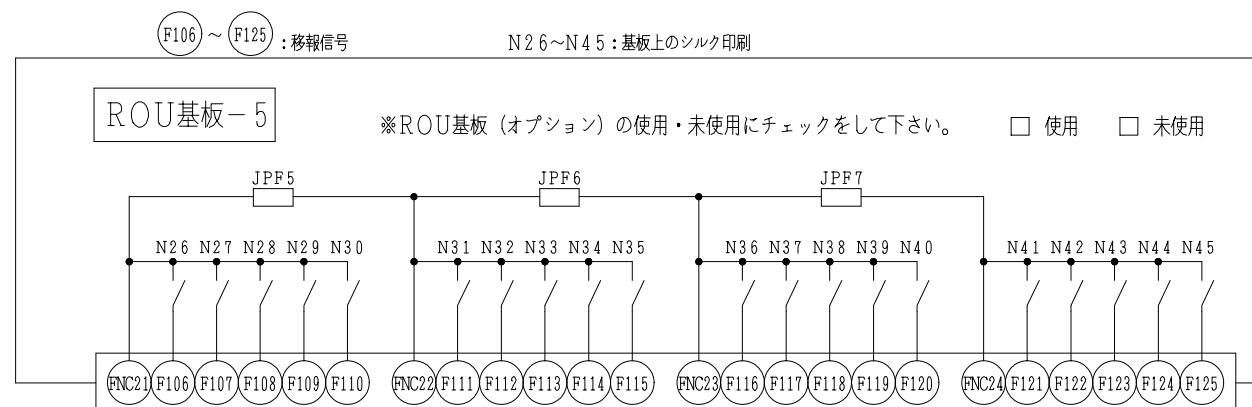 F106 ～ F125 : 移報信号 N26~N45 : 基板上のシルク印刷
ROU基板－5
※ROU基板（オプション）の使用・未使用にチェックをして下さい。 □ 使用 □ 未使用
JPF5 JPF6 JPF7
N26 N27 N28 N29 N30 N31 N32 N33 N34 N35 N36 N37 N38 N39 N40 N41 N42 N43 N44 N45
FNC21 F106 F107 F108 F109 F110 FNC22 F111 F112 F113 F114 F115 FNC23 F116 F117 F118 F119 F120 FNC24 F121 F122 F123 F124 F125